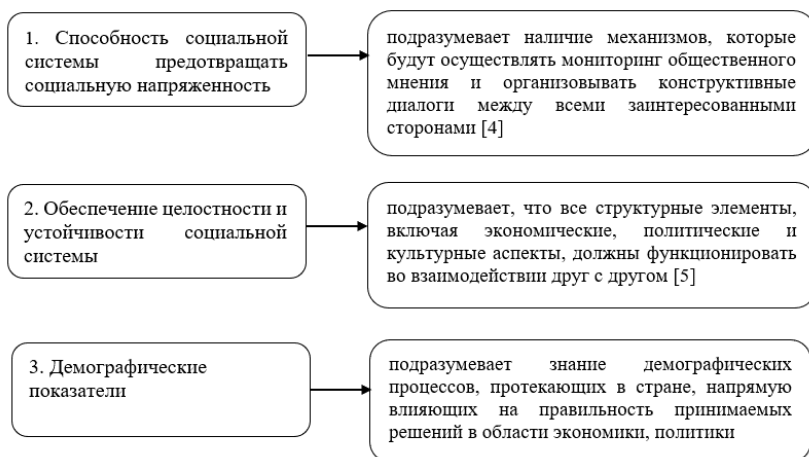 1. Способность социальной
системы предотвращать
социальную напряженность
подразумевает наличие механизмов, которые
будут осуществлять мониторинг общественного
мнения и организовывать конструктивные
диалоги между всеми заинтересованными
сторонами [4]
2. Обеспечение целостности и
устойчивости социальной
системы
подразумевает, что все структурные элементы,
включая экономические, политические и
культурные аспекты, должны функционировать
во взаимодействии друг с другом [5]
3. Демографические
показатели
подразумевает знание демографических
процессов, протекающих в стране, напрямую
влияющих на правильность принимаемых
решений в области экономики, политики